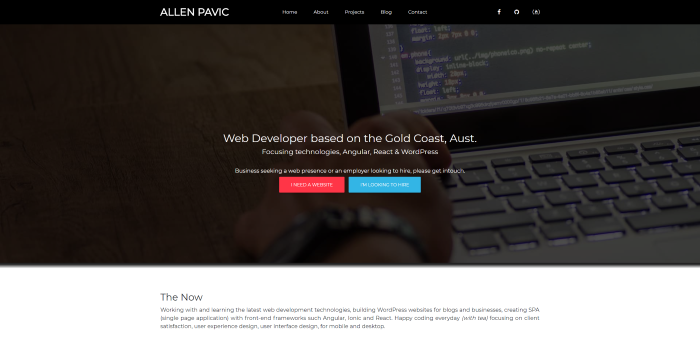 ALLEN PAVIC
Home About Projects Blog Contact
Web Developer based on the Gold Coast, Aust.
Focusing technologies, Angular, React & WordPress
Business seeking a web presence or an employer looking to hire, please get intouch.
I NEED A WEBSITE I'M LOOKING TO HIRE
The Now
Working with and learning the latest web development technologies, building WordPress websites for blogs and businesses, creating SPA
(single page application) with front-end frameworks such Angular, Ionic and React. Happy coding everyday (with tea) focusing on client
satisfaction, user experience design, user interface design, for mobile and desktop.